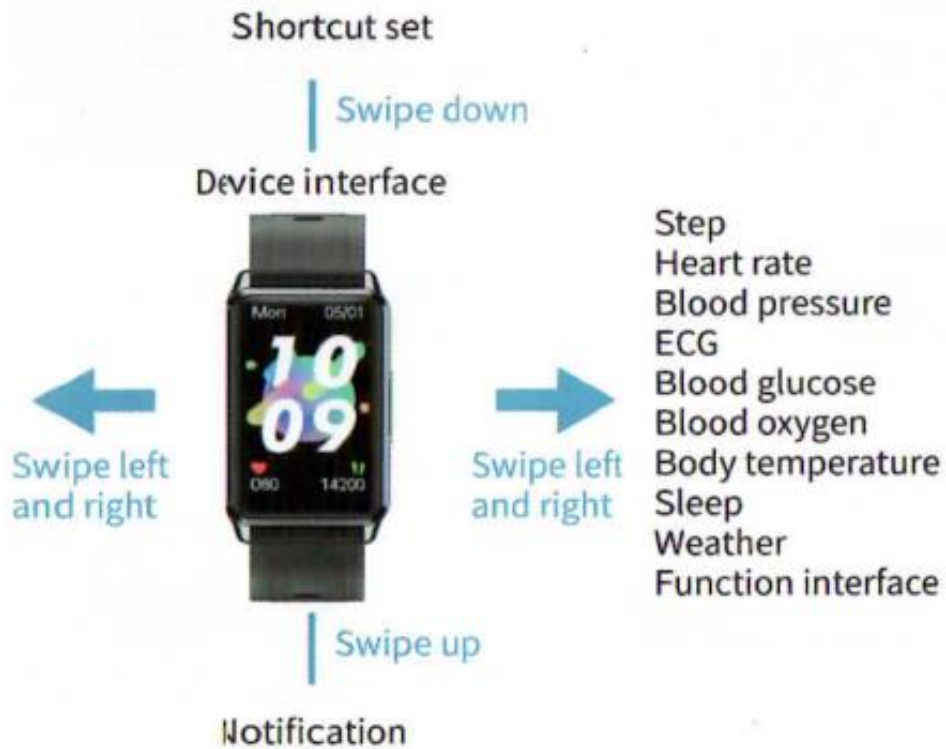 Shortcut set
Swipe down
Device interface
Mon 05/01
10
09
060 14200
Swipe left
and right
Swipe left
and right
Step
Heart rate
Blood pressure
ECG
Blood glucose
Blood oxygen
Body temperature
Sleep
Weather
Function interface
Swipe up
Notification